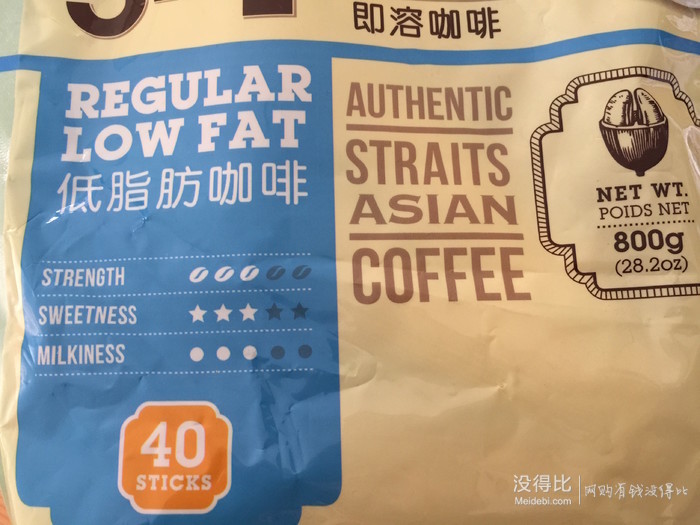 即溶咖啡
REGULAR
LOW FAT
低脂肪咖啡
STRENGTH
SWEETNESS
MILKINESS
40
STICKS
AUTHENTIC
STRAITS
ASIAN
COFFEE
NET WT.
POIDS NET
800g
(28.2oz)
没得比
Meidebi.com
网购有钱没得比